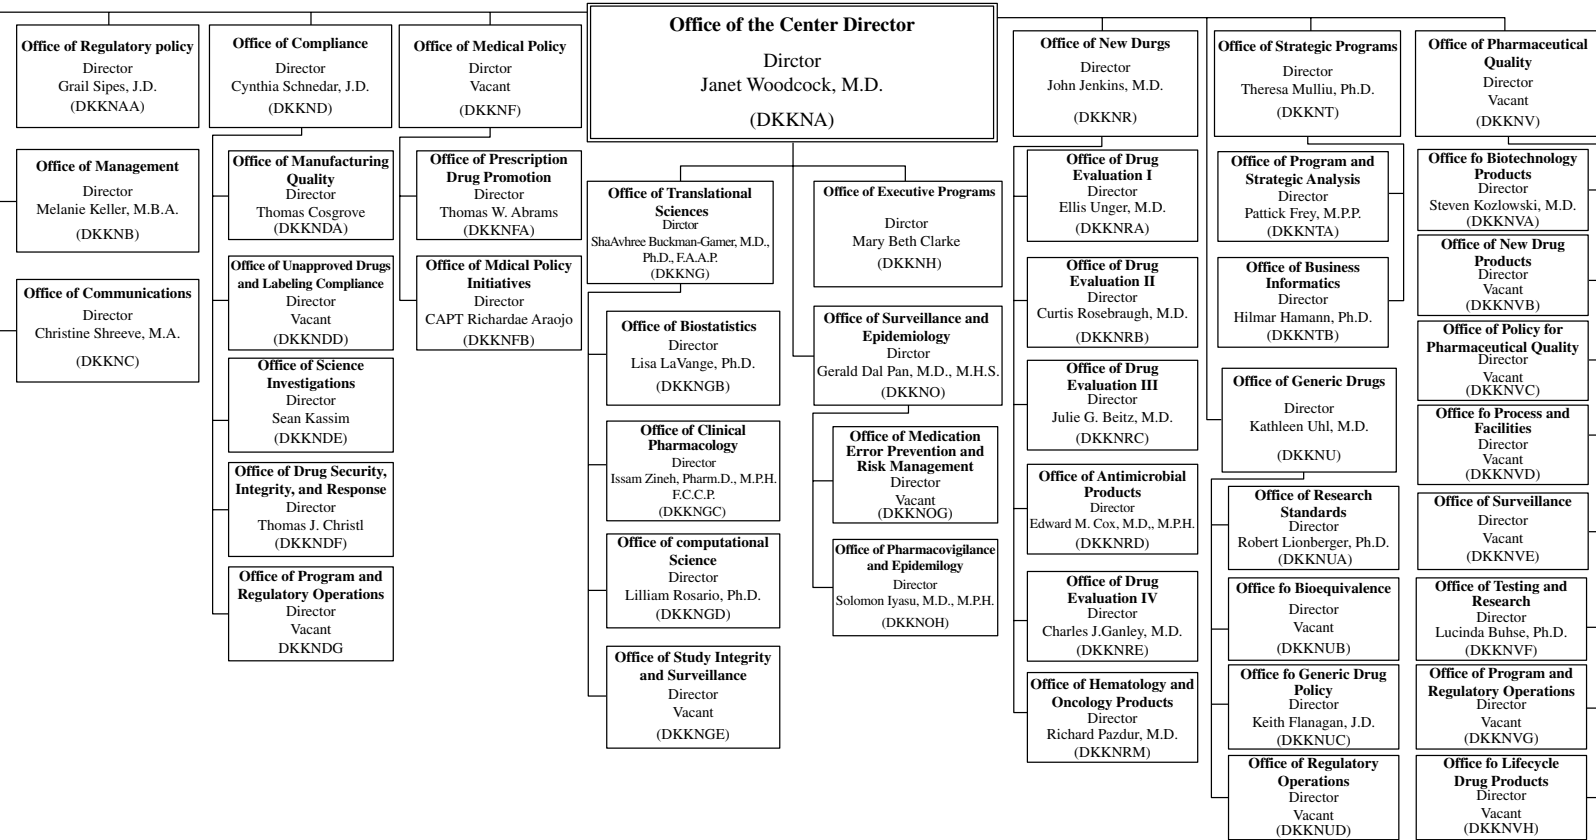 Office of the Center Director
Dirctor
Janet Woodcock, M.D.
(DKKNA)
Office of Regulatory policy
Director
Grail Sipes, J.D.
(DKKNAA)
Office of Management
Director
Melanie Keller, M.B.A.
(DKKNB)
Office of Communications
Director
Christine Shreeve, M.A.
(DKKNC)
Office of Compliance
Director
Cynthia Schnedar, J.D.
(DKKND)
Office of Manufacturing
Quality
Director
Thomas Cosgrove
(DKKNDA)
Office of Unapproved Drugs
and Labeling Compliance
Director
Vacant
(DKKNDD)
Office of Science
Investigations
Director
Sean Kassim
(DKKNDE)
Office of Drug Security,
Integrity, and Response
Director
Thomas J. Christl
(DKKNDF)
Office of Program and
Regulatory Operations
Director
Vacant
DKKNDG
Office of Medical Policy
Dirctor
Vacant
(DKKNF)
Office of Prescription
Drug Promotion
Director
Thomas W. Abrams
(DKKNFA)
Office of Mdical Policy
Initiatives
Director
CAPT Richardae Araojo
(DKKNFB)
Office of Translational
Sciences
Dirctor
ShaAvhree Buckman-Gamer, M.D.,
Ph.D., F.A.A.P.
(DKKNG)
Office of Biostatistics
Director
Lisa LaVange, Ph.D.
(DKKNGB)
Office of Clinical
Pharmacology
Director
Issam Zineh, Pharm.D., M.P.H.
F.C.C.P.
(DKKNGC)
Office of computational
Science
Director
Lilliam Rosario, Ph.D.
(DKKNGD)
Office of Study Integrity
and Surveillance
Director
Vacant
(DKKNGE)
Office of Executive Programs
Dirctor
Mary Beth Clarke
(DKKNH)
Office of Surveillance and
Epidemiology
Dirctor
Gerald Dal Pan, M.D., M.H.S.
(DKKNO)
Office of Medication
Error Prevention and
Risk Management
Director
Vacant
(DKKNOG)
Office of Pharmacovigilance
and Epidemilogy
Director
Solomon Iyasu, M.D., M.P.H.
(DKKNOH)
Office of New Durgs
Director
John Jenkins, M.D.
(DKKNR)
Office of Drug
Evaluation I
Director
Ellis Unger, M.D.
(DKKNRA)
Office of Drug
Evaluation II
Director
Curtis Rosebraugh, M.D.
(DKKNRB)
Office of Drug
Evaluation III
Director
Julie G. Beitz, M.D.
(DKKNRC)
Office of Antimicrobial
Products
Director
Edward M. Cox, M.D,, M.P.H.
(DKKNRD)
Office of Drug
Evaluation IV
Director
Charles J.Ganley, M.D.
(DKKNRE)
Office of Hematology and
Oncology Products
Director
Richard Pazdur, M.D.
(DKKNRM)
Office of Strategic Programs
Dirctor
Theresa Mulliu, Ph.D.
(DKKNT)
Office of Program and
Strategic Analysis
Director
Pattick Frey, M.P.P.
(DKKNTA)
Office of Business
Informatics
Director
Hilmar Hamann, Ph.D.
(DKKNTB)
Office of Generic Drugs
Director
Kathleen Uhl, M.D.
(DKKNU)
Office of Research
Standards
Director
Robert Lionberger, Ph.D.
(DKKNUA)
Office fo Bioequivalence
Director
Vacant
(DKKNUB)
Office fo Generic Drug
Policy
Director
Keith Flanagan, J.D.
(DKKNUC)
Office of Regulatory
Operations
Director
Vacant
(DKKNUD)
Office of Pharmaceutical
Quality
Director
Vacant
(DKKNV)
Office fo Biotechnology
Products
Director
Steven Kozlowski, M.D.
(DKKNVA)
Office of New Drug
Products
Director
Vacant
(DKKNVB)
Office of Policy for
Pharmaceutical Quality
Director
Vacant
(DKKNVC)
Office fo Process and
Facilities
Director
Vacant
(DKKNVD)
Office of Surveillance
Director
Vacant
(DKKNVE)
Office of Testing and
Research
Director
Lucinda Buhse, Ph.D.
(DKKNVF)
Office of Program and
Regulatory Operations
Director
Vacant
(DKKNVG)
Office fo Lifecycle
Drug Products
Director
Vacant
(DKKNVH)